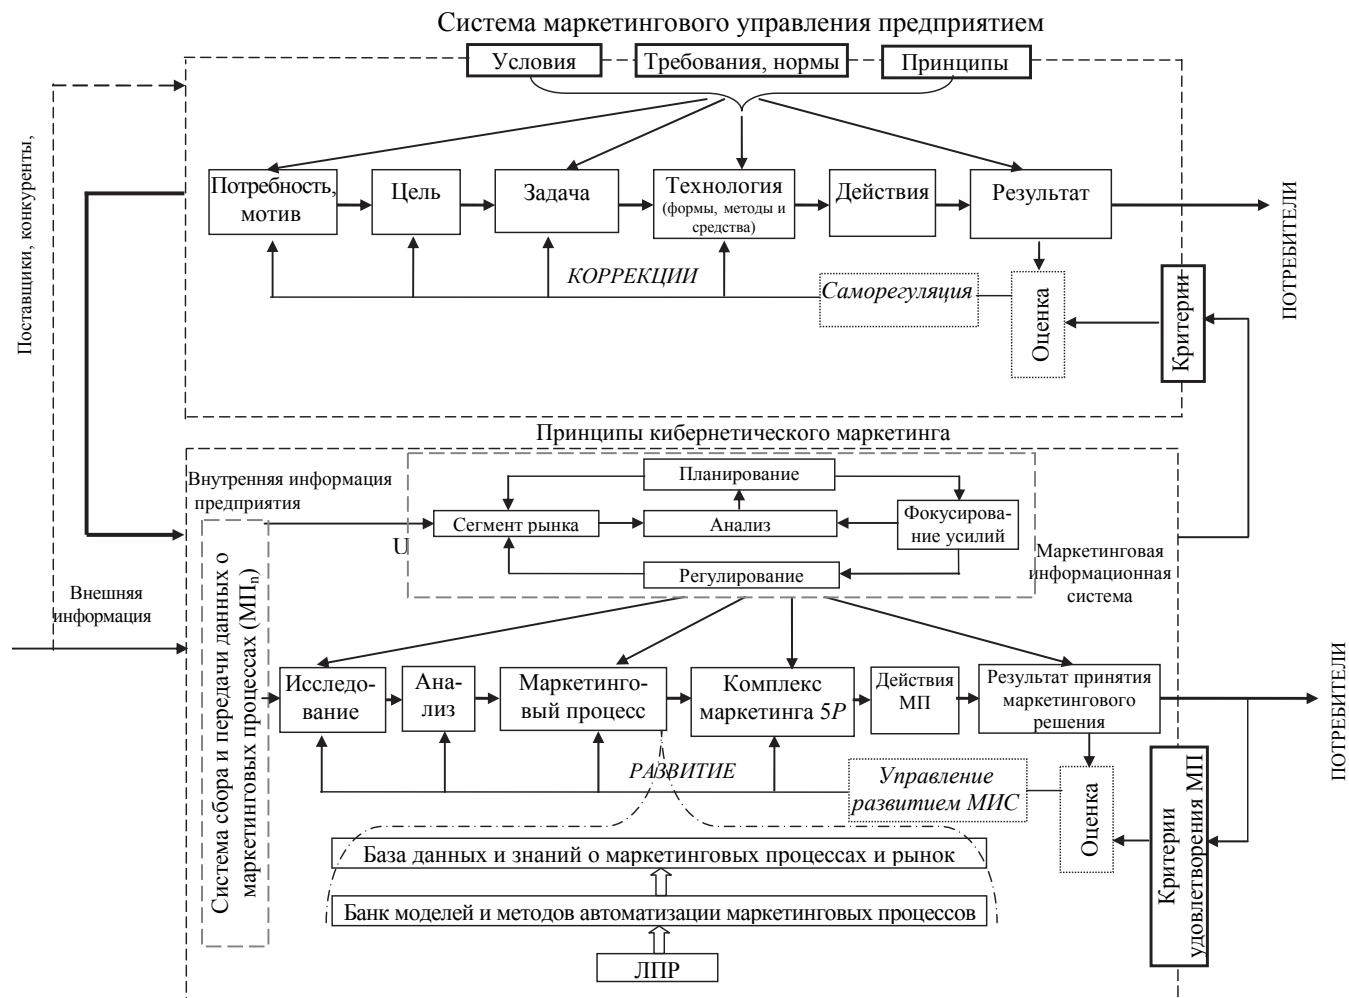 Система маркетингового управления предприятием
Условия
Требования, нормы
Принципы
Поставщики, конкуренты,
Потребность,
мотив
Цель
Задача
Технология
(формы, методы и
средства)
Действия
Результат
ПОТРЕБИТЕЛИ
КОРРЕКЦИИ
Саморегуляция
Оценка
Критерии
Принципы кибернетического маркетинга
Внутренняя информация
предприятия
Планирование
Сегмент рынка
Анализ
Фокусирова-
ние усилий
U
Регулирование
Маркетинговая
информационная
система
Внешняя
информация
Система сбора и передачи данных о
маркетинговых процессах (МПn)
Исследо-
вание
Ана-
лиз
Маркетинго-
вый процесс
Комплекс
маркетинга 5P
Действия
МП
Результат принятия
маркетингового
решения
ПОТРЕБИТЕЛИ
РАЗВИТИЕ
Управление
развитием МИС
Оценка
Критерии
удовлетворения МП
База данных и знаний о маркетинговых процессах и рынок
Банк моделей и методов автоматизации маркетинговых процессов
ЛПР